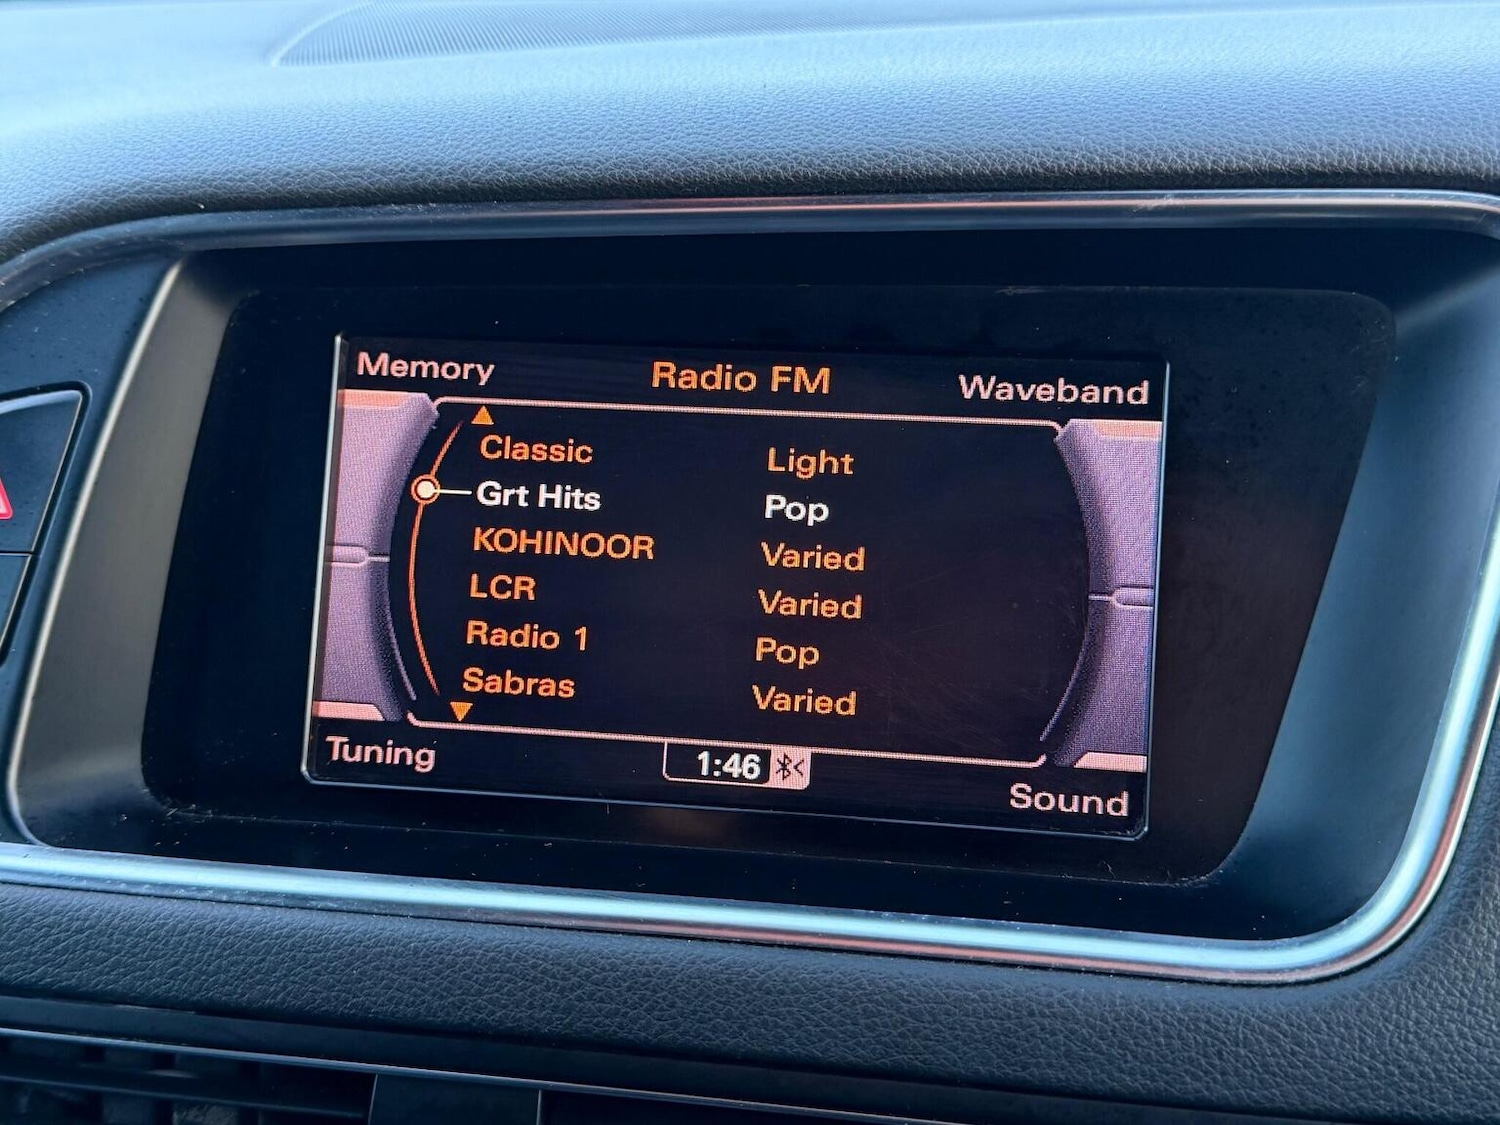 Memory Radio FM Waveband
Classic Light
Grt Hits Pop
KOHINOOR Varied
LCR Varied
Radio 1 Pop
Sabras Varied
Tuning 1:46 Sound